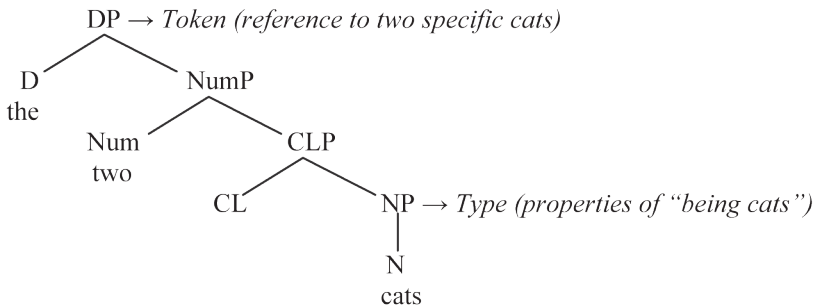 DP → Token (reference to two specific cats)
D NumP
the
Num CLP
two
CL NP → Type (properties of “being cats”)
N
cats